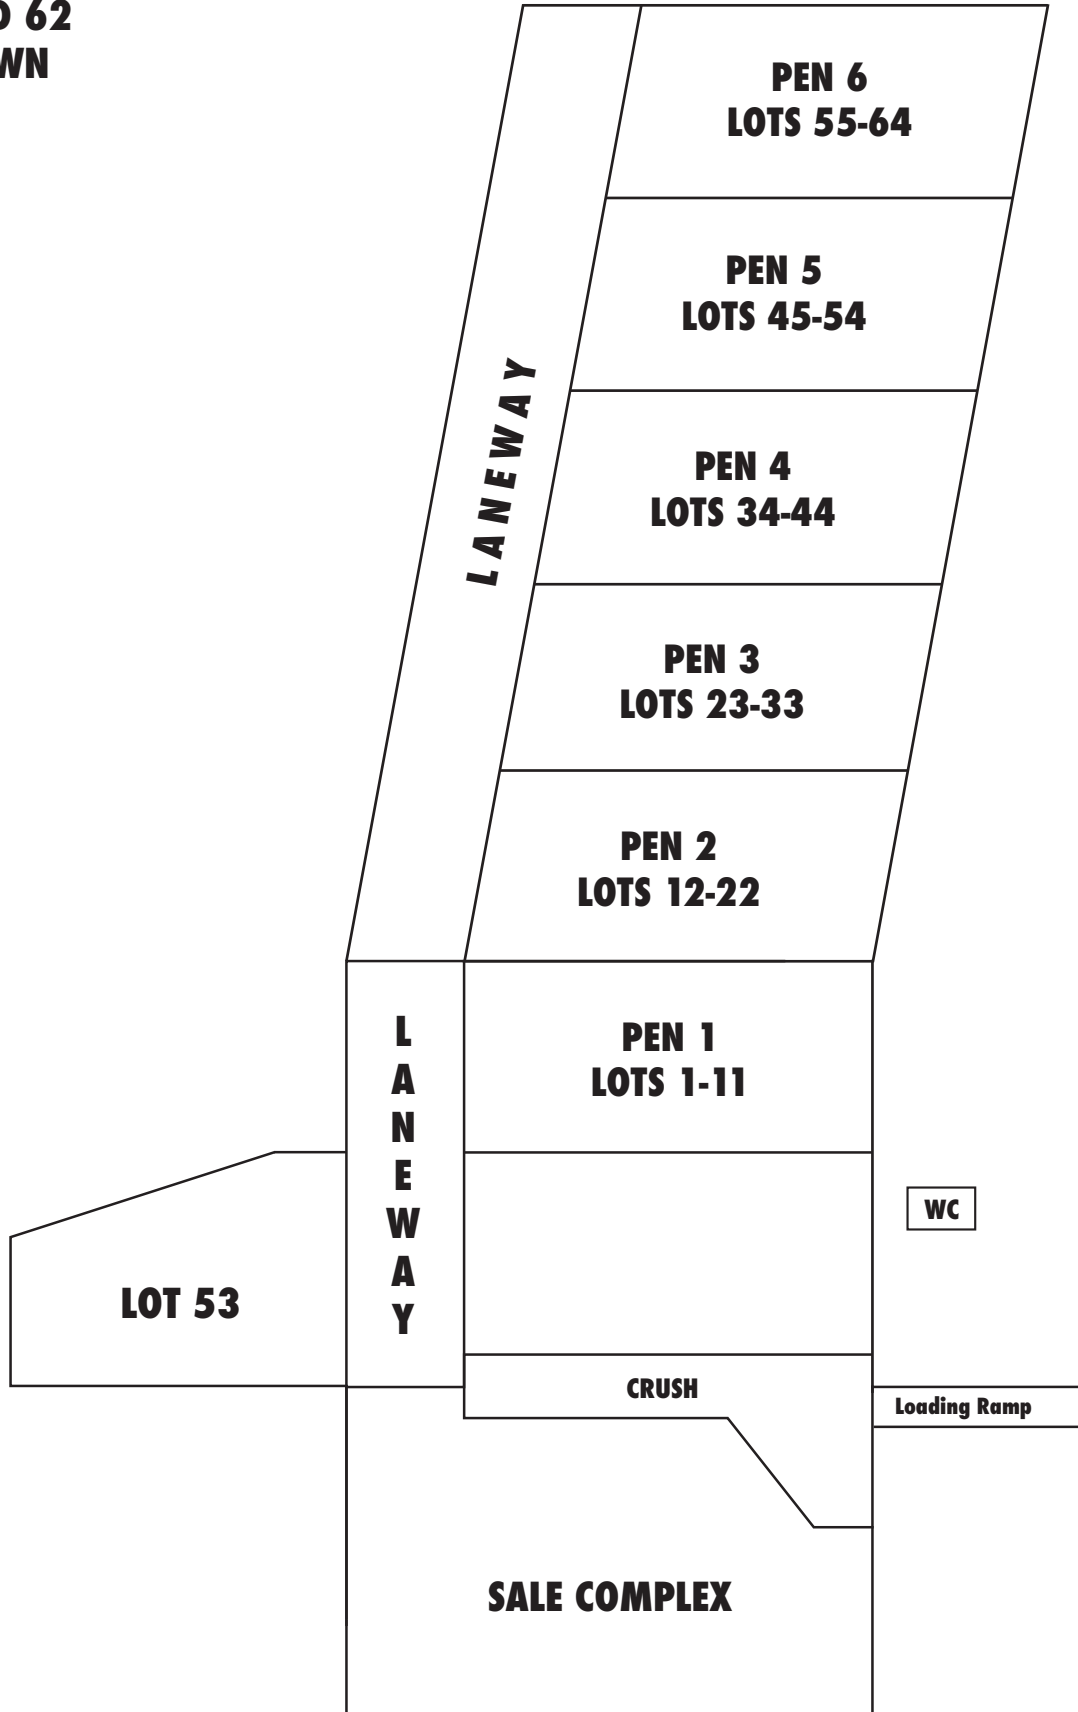 62
PEN 6
LOTS 55-64
PEN 5
LOTS 45-54
LANEWAY
PEN 4
LOTS 34-44
PEN 3
LOTS 23-33
PEN 2
LOTS 12-22
PEN 1
LOTS 1-11
LANEWAY
WC
LOT 53
CRUSH
Loading Ramp
SALE COMPLEX